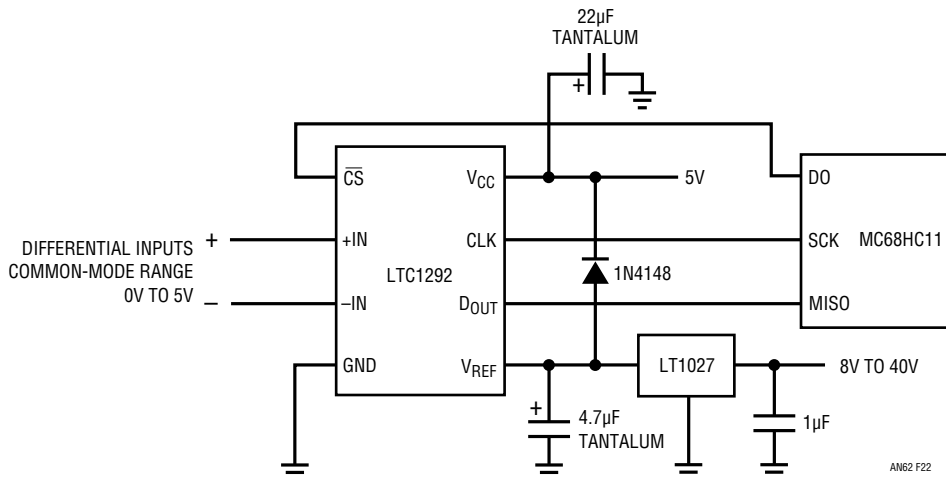 22µF
TANTALUM
+
CS
VCC
5V
DO
DIFFERENTIAL INPUTS
COMMON-MODE RANGE
0V TO 5V
+
–
+IN
–IN
LTC1292
CLK
DOUT
1N4148
SCK
MISO
MC68HC11
GND
VREF
LT1027
8V TO 40V
+
4.7µF
TANTALUM
1µF
AN62 F22